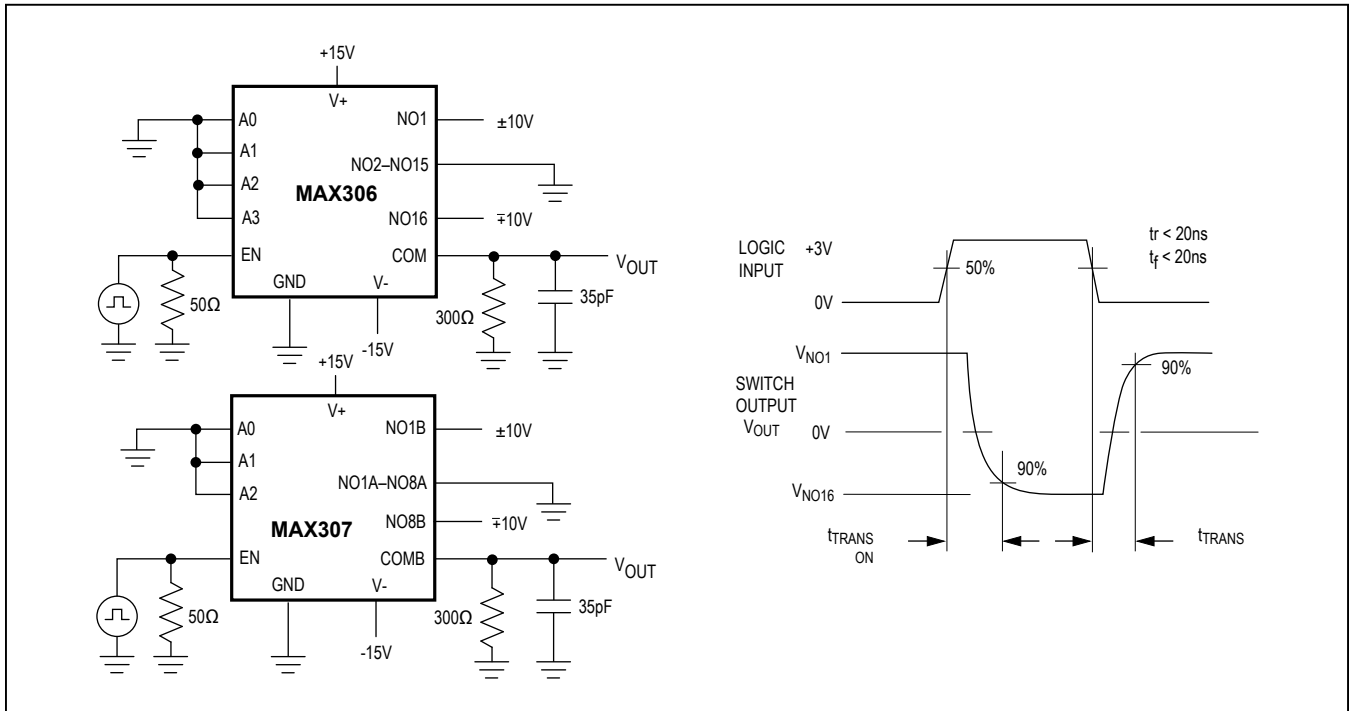 +15V
V+
A0
NO1
±10V
A1
NO2–NO15
A2
MAX306
A3
NO16
∓10V
EN
COM
VOUT
GND
V-
50Ω
300Ω
35pF
-15V
+15V
V+
A0
NO1B
±10V
A1
NO1A–NO8A
A2
MAX307
NO8B
∓10V
EN
COMB
VOUT
GND
V-
50Ω
300Ω
35pF
-15V
LOGIC
INPUT
+3V
50%
0V
tr < 20ns
tf < 20ns
VNO1
90%
SWITCH
OUTPUT
VOUT
0V
90%
VNO16
tTRANS
ON
tTRANS